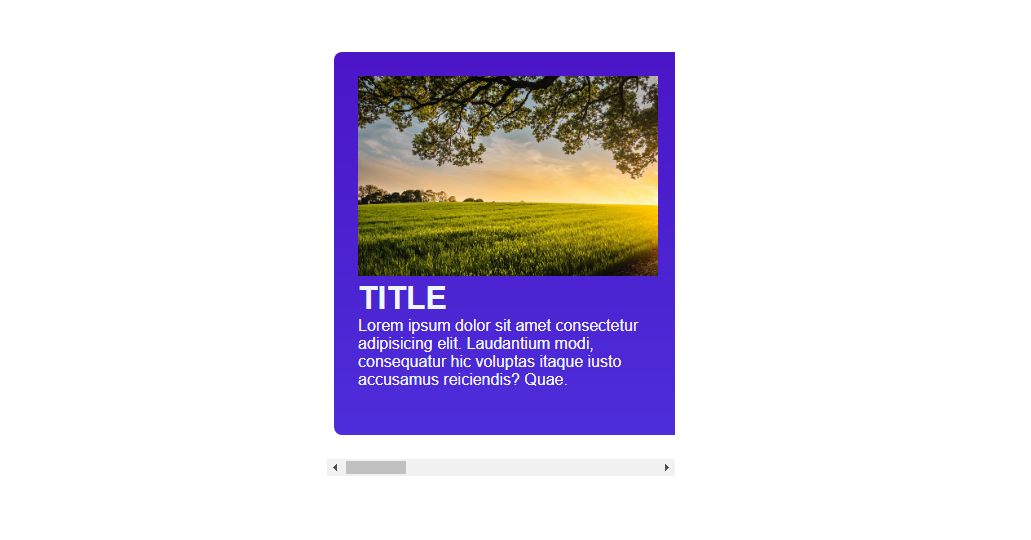 TITLE
Lorem ipsum dolor sit amet consectetur
adipisicing elit. Laudantium modi,
consequatur hic voluptas itaque iusto
accusamus reiciendis? Quae.